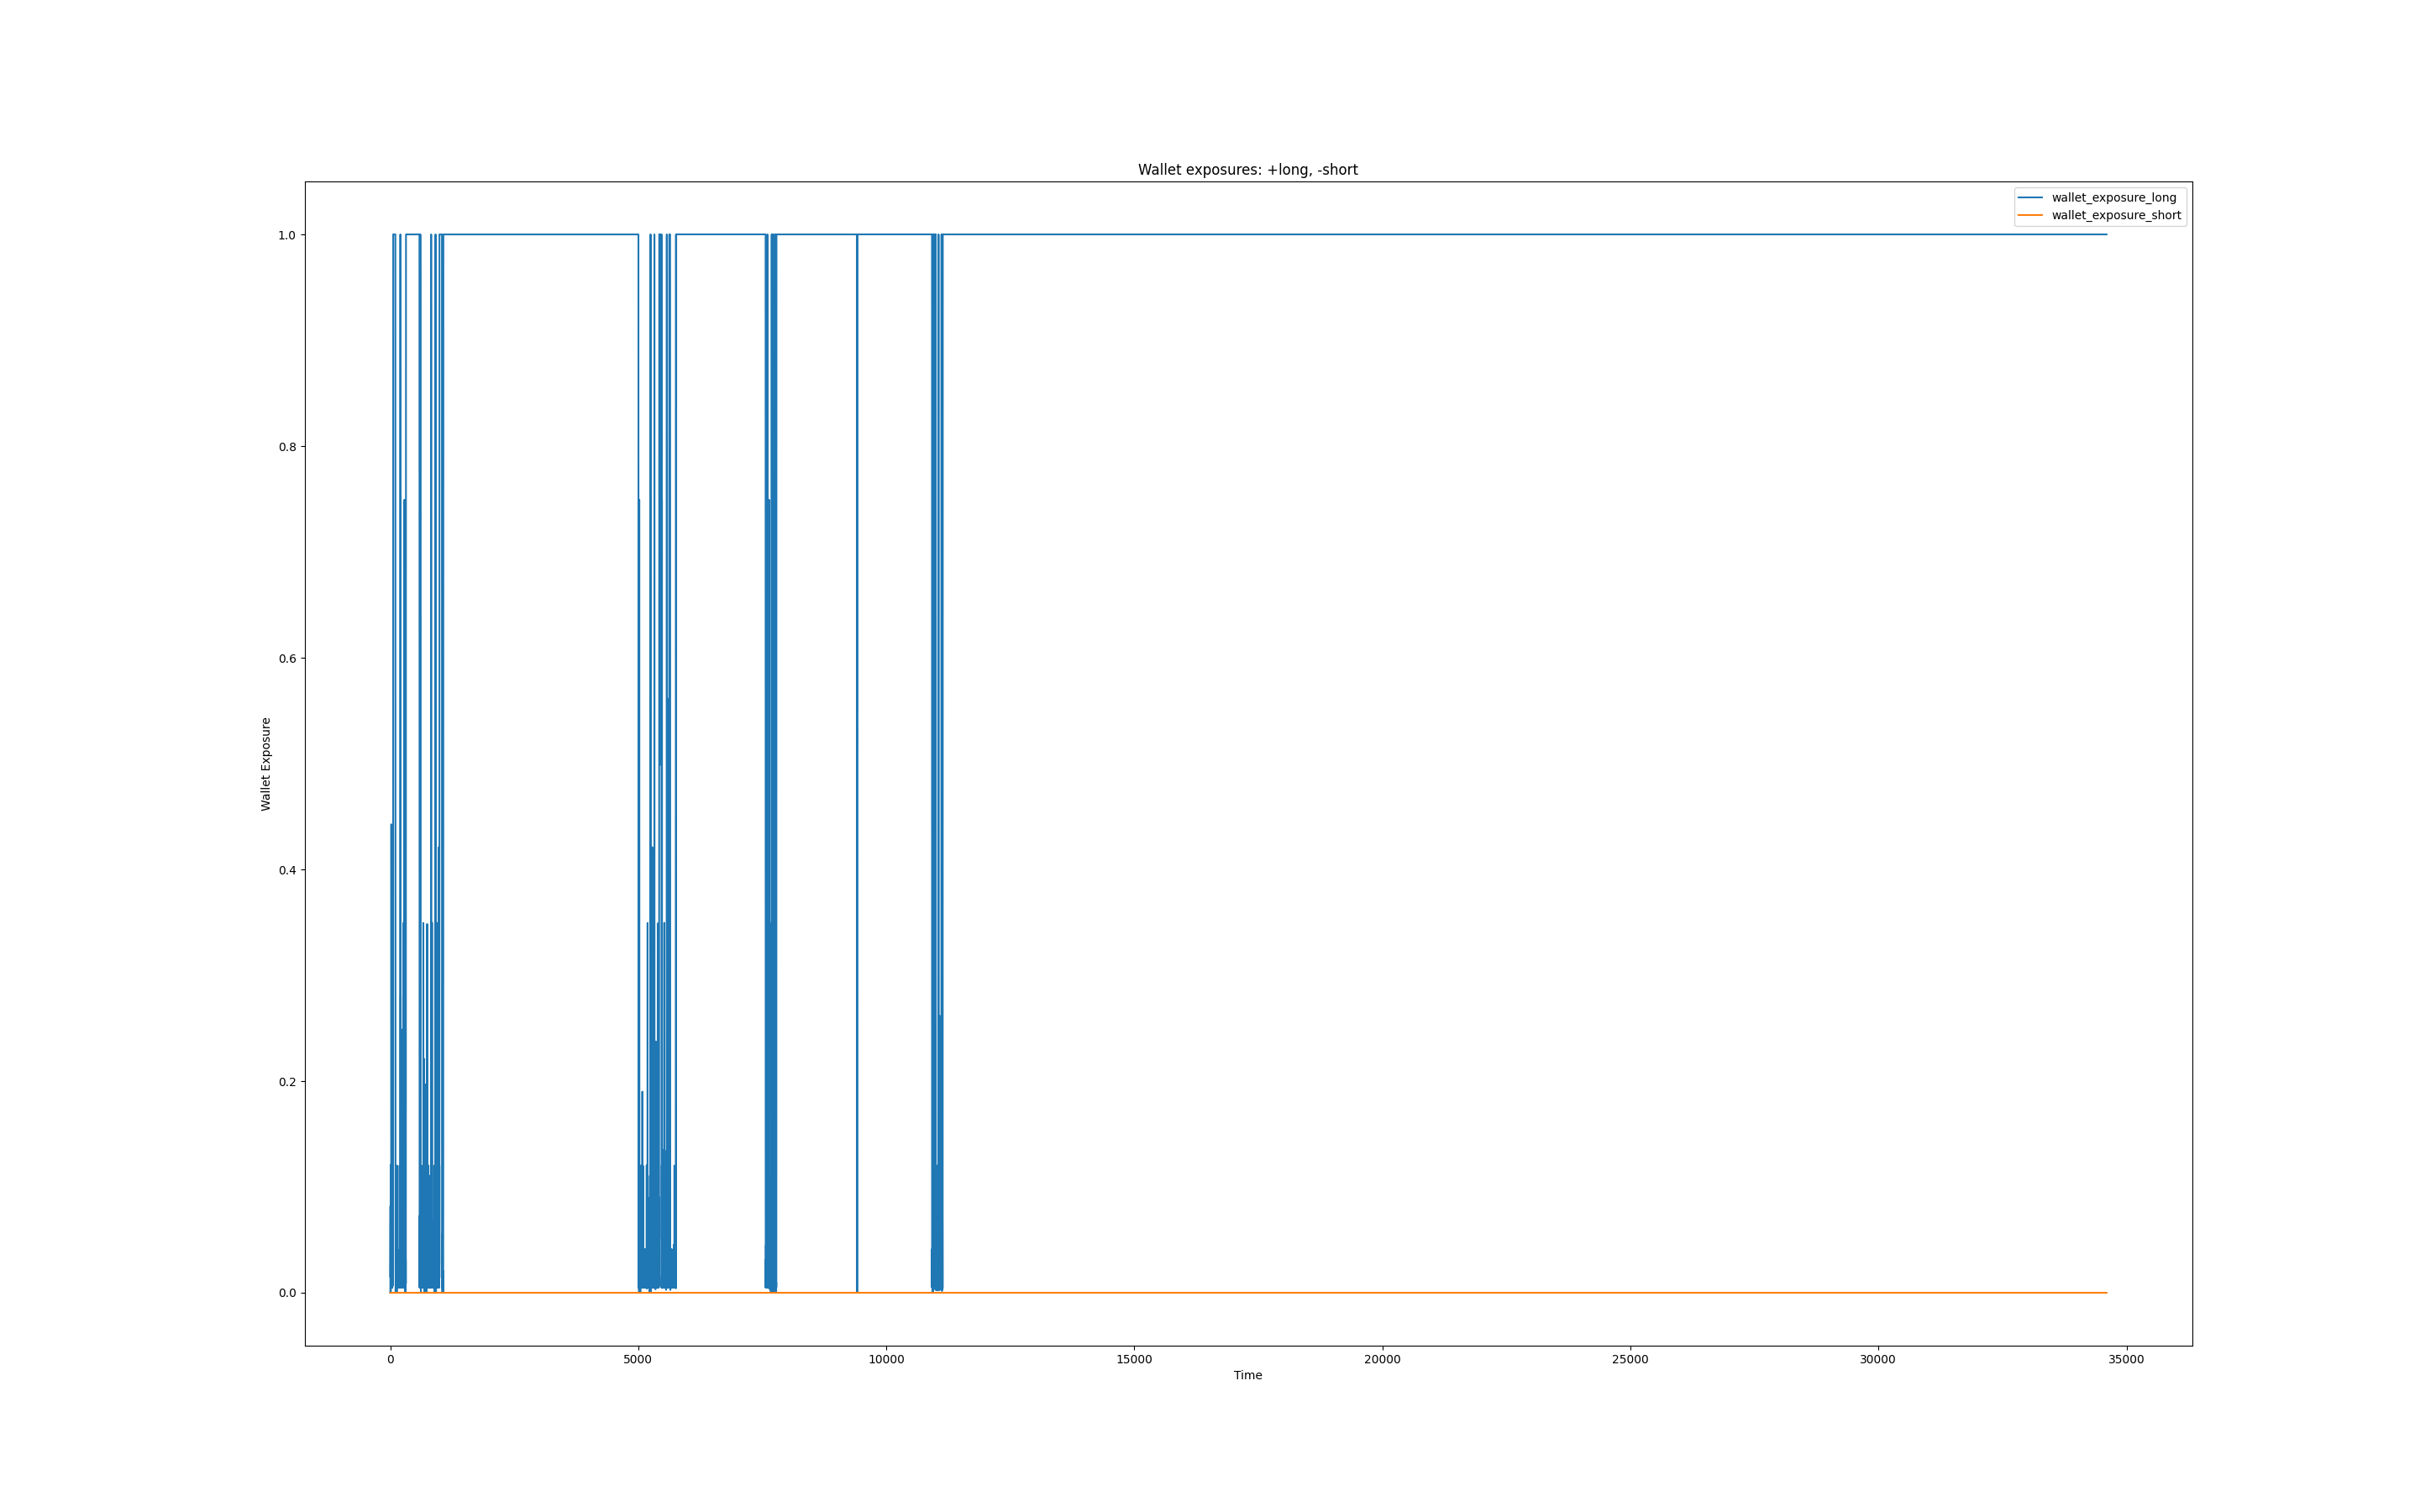 Wallet exposures: +long, -short
wallet_exposure_long
wallet_exposure_short
1.0
0.8
0.6
0.4
0.2
0.0
Wallet Exposure
0 5000 10000 15000 20000 25000 30000 35000
Time